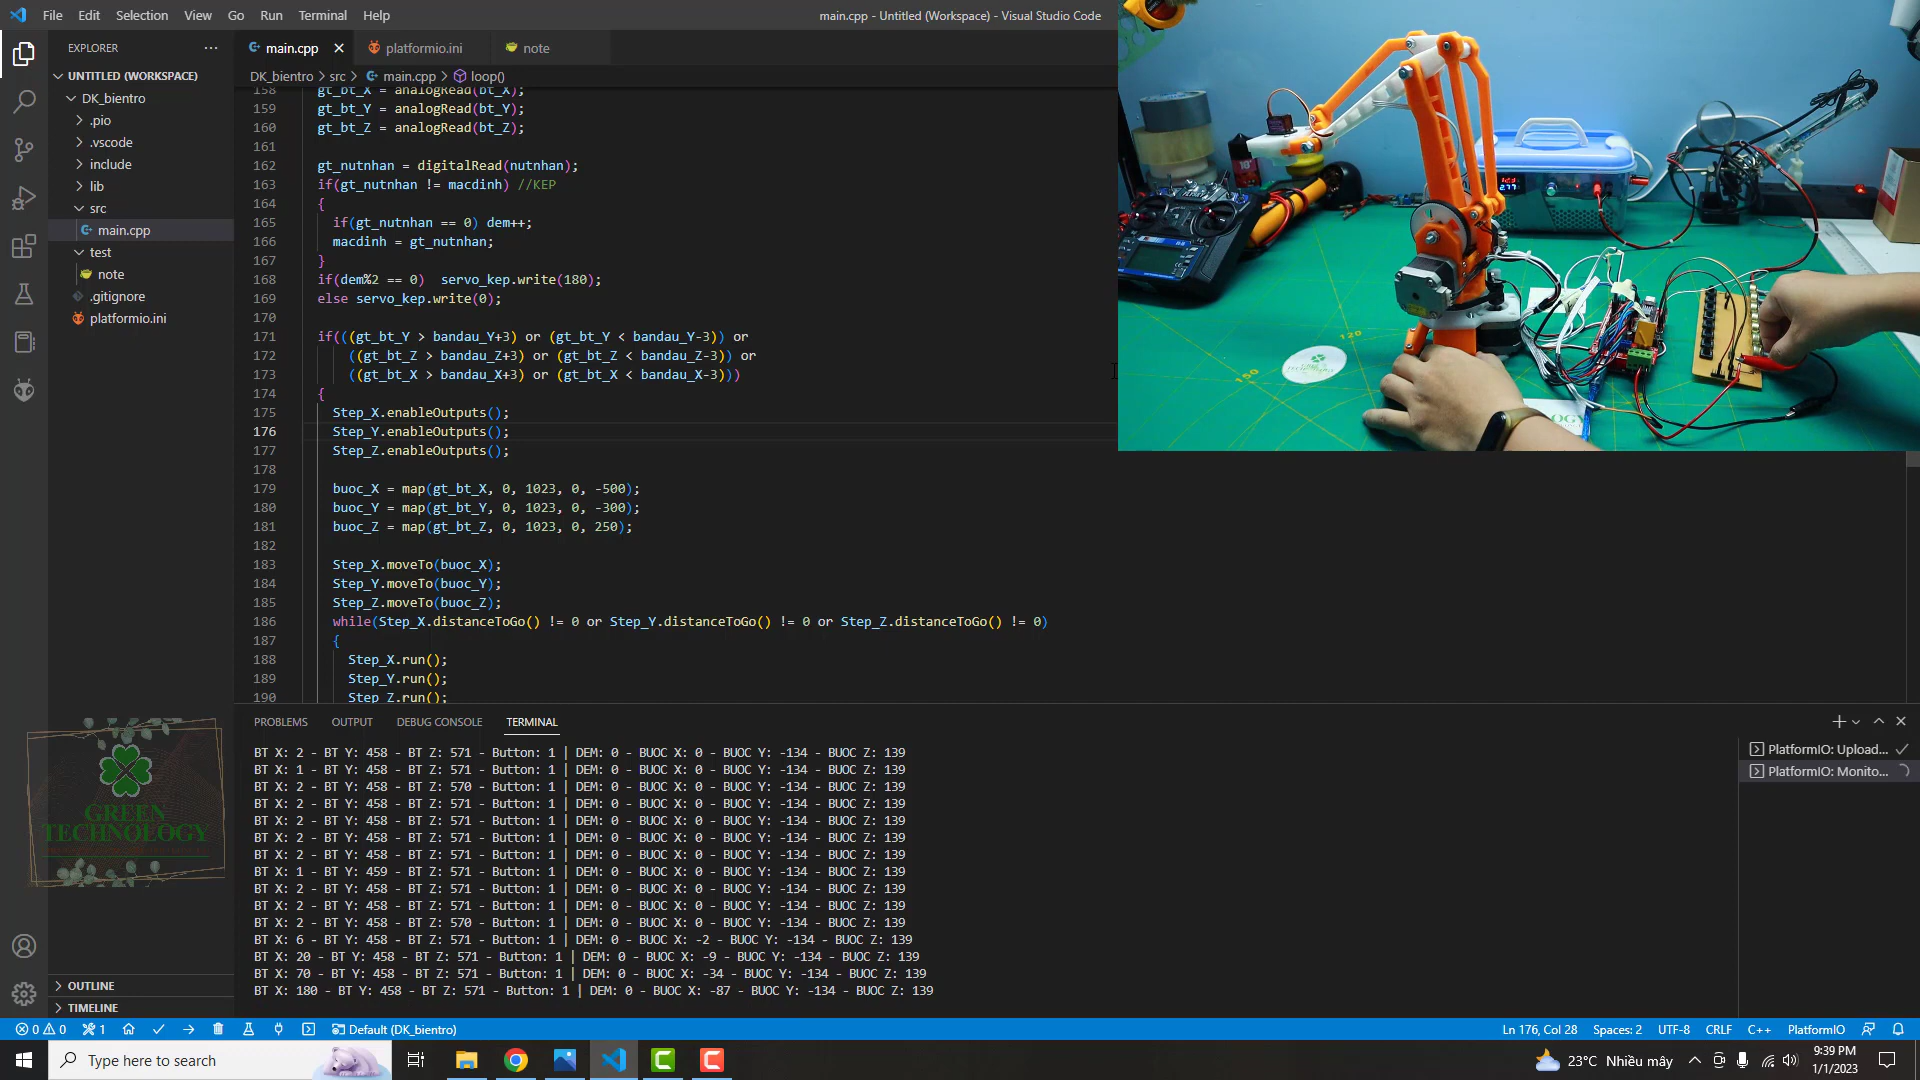 File Edit Selection View Go Run Terminal Help
main.cpp - Untitled (Workspace) - Visual Studio Code
EXPLORER
UNTITLED (WORKSPACE)
DK_bientro
.pio
.vscode
include
lib
src
main.cpp
test
note
.gitignore
platformio.ini
OUTLINE
TIMELINE
main.cpp platformio.ini note
DK_bientro > src > main.cpp > loop()
158 gt_bt_X = analogRead(bt_X);
159 gt_bt_Y = analogRead(bt_Y);
160 gt_bt_Z = analogRead(bt_Z);
161
162 gt_nutnhan = digitalRead(nutnhan);
163 if(gt_nutnhan != macdinh) //KEP
164 {
165 if(gt_nutnhan == 0) dem++;
166 macdinh = gt_nutnhan;
167 }
168 if(dem%2 == 0) servo_kep.write(180);
169 else servo_kep.write(0);
170
171 if(((gt_bt_Y > bandau_Y+3) or (gt_bt_Y < bandau_Y-3)) or
172 ((gt_bt_Z > bandau_Z+3) or (gt_bt_Z < bandau_Z-3)) or
173 ((gt_bt_X > bandau_X+3) or (gt_bt_X < bandau_X-3)))
174 {
175 Step_X.enableOutputs();
176 Step_Y.enableOutputs();
177 Step_Z.enableOutputs();
178
179 buoc_X = map(gt_bt_X, 0, 1023, 0, -500);
180 buoc_Y = map(gt_bt_Y, 0, 1023, 0, -300);
181 buoc_Z = map(gt_bt_Z, 0, 1023, 0, 250);
182
183 Step_X.moveTo(buoc_X);
184 Step_Y.moveTo(buoc_Y);
185 Step_Z.moveTo(buoc_Z);
186 while(Step_X.distanceToGo() != 0 or Step_Y.distanceToGo() != 0 or Step_Z.distanceToGo() != 0)
187 {
188 Step_X.run();
189 Step_Y.run();
190 Step_Z.run();
120
150
PROBLEMS OUTPUT DEBUG CONSOLE TERMINAL
BT X: 2 - BT Y: 458 - BT Z: 571 - Button: 1 | DEM: 0 - BUOC X: 0 - BUOC Y: -134 - BUOC Z: 139
BT X: 1 - BT Y: 458 - BT Z: 571 - Button: 1 | DEM: 0 - BUOC X: 0 - BUOC Y: -134 - BUOC Z: 139
BT X: 2 - BT Y: 458 - BT Z: 570 - Button: 1 | DEM: 0 - BUOC X: 0 - BUOC Y: -134 - BUOC Z: 139
BT X: 2 - BT Y: 458 - BT Z: 571 - Button: 1 | DEM: 0 - BUOC X: 0 - BUOC Y: -134 - BUOC Z: 139
BT X: 2 - BT Y: 458 - BT Z: 571 - Button: 1 | DEM: 0 - BUOC X: 0 - BUOC Y: -134 - BUOC Z: 139
BT X: 2 - BT Y: 458 - BT Z: 571 - Button: 1 | DEM: 0 - BUOC X: 0 - BUOC Y: -134 - BUOC Z: 139
BT X: 2 - BT Y: 458 - BT Z: 571 - Button: 1 | DEM: 0 - BUOC X: 0 - BUOC Y: -134 - BUOC Z: 139
BT X: 1 - BT Y: 459 - BT Z: 571 - Button: 1 | DEM: 0 - BUOC X: 0 - BUOC Y: -134 - BUOC Z: 139
BT X: 2 - BT Y: 458 - BT Z: 571 - Button: 1 | DEM: 0 - BUOC X: 0 - BUOC Y: -134 - BUOC Z: 139
BT X: 2 - BT Y: 458 - BT Z: 571 - Button: 1 | DEM: 0 - BUOC X: 0 - BUOC Y: -134 - BUOC Z: 139
BT X: 2 - BT Y: 458 - BT Z: 570 - Button: 1 | DEM: 0 - BUOC X: 0 - BUOC Y: -134 - BUOC Z: 139
BT X: 6 - BT Y: 458 - BT Z: 571 - Button: 1 | DEM: 0 - BUOC X: -2 - BUOC Y: -134 - BUOC Z: 139
BT X: 20 - BT Y: 458 - BT Z: 571 - Button: 1 | DEM: 0 - BUOC X: -9 - BUOC Y: -134 - BUOC Z: 139
BT X: 70 - BT Y: 458 - BT Z: 571 - Button: 1 | DEM: 0 - BUOC X: -34 - BUOC Y: -134 - BUOC Z: 139
BT X: 180 - BT Y: 458 - BT Z: 571 - Button: 1 | DEM: 0 - BUOC X: -87 - BUOC Y: -134 - BUOC Z: 139
PlatformIO: Upload...
PlatformIO: Monito...
GREEN
TECHNOLOGY
0 0 1 Default (DK_bientro)
Ln 176, Col 28 Spaces: 2 UTF-8 CRLF C++ PlatformIO
Type here to search
23°C Nhiều mây
9:39 PM
1/1/2023